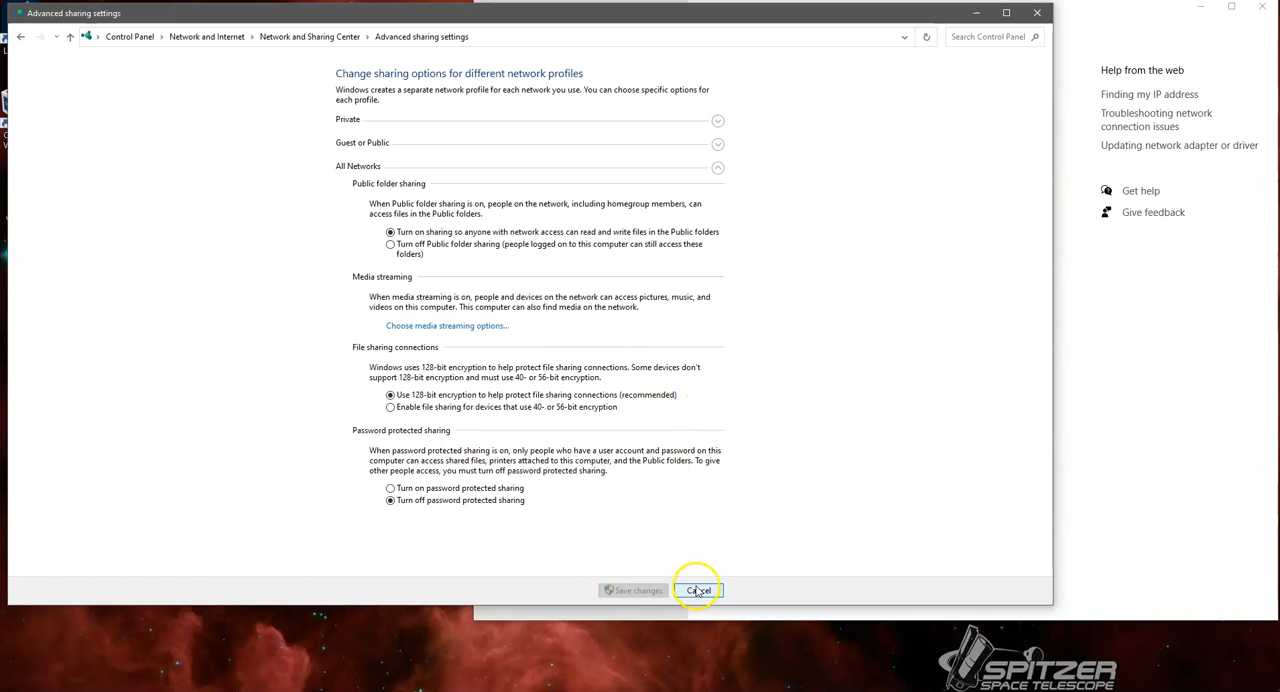 Advanced sharing settings
Control Panel > Network and Internet > Network and Sharing Center > Advanced sharing settings
Search Control Panel
Change sharing options for different network profiles
Windows creates a separate network profile for each network you use. You can choose specific options for
each profile.
Private
Guest or Public
All Networks
Public folder sharing
When Public folder sharing is on, people on the network, including homegroup members, can
access files in the Public folders.
Turn on sharing so anyone with network access can read and write files in the Public folders
Turn off Public folder sharing (people logged on to this computer can still access these
folders)
Media streaming
When media streaming is on, people and devices on the network can access pictures, music, and
videos on this computer. This computer can also find media on the network.
Choose media streaming options...
File sharing connections
Windows uses 128-bit encryption to help protect file sharing connections. Some devices don't
support 128-bit encryption and must use 40- or 56-bit encryption.
Use 128-bit encryption to help protect file sharing connections (recommended)
Enable file sharing for devices that use 40- or 56-bit encryption
Password protected sharing
When password protected sharing is on, only people who have a user account and password on this
computer can access shared files, printers attached to this computer, and the Public folders. To give
other people access, you must turn off password protected sharing.
Turn on password protected sharing
Turn off password protected sharing
Save changes
Cancel
Help from the web
Finding my IP address
Troubleshooting network
connection issues
Updating network adapter or driver
Get help
Give feedback
SPITZER
SPACE TELESCOPE